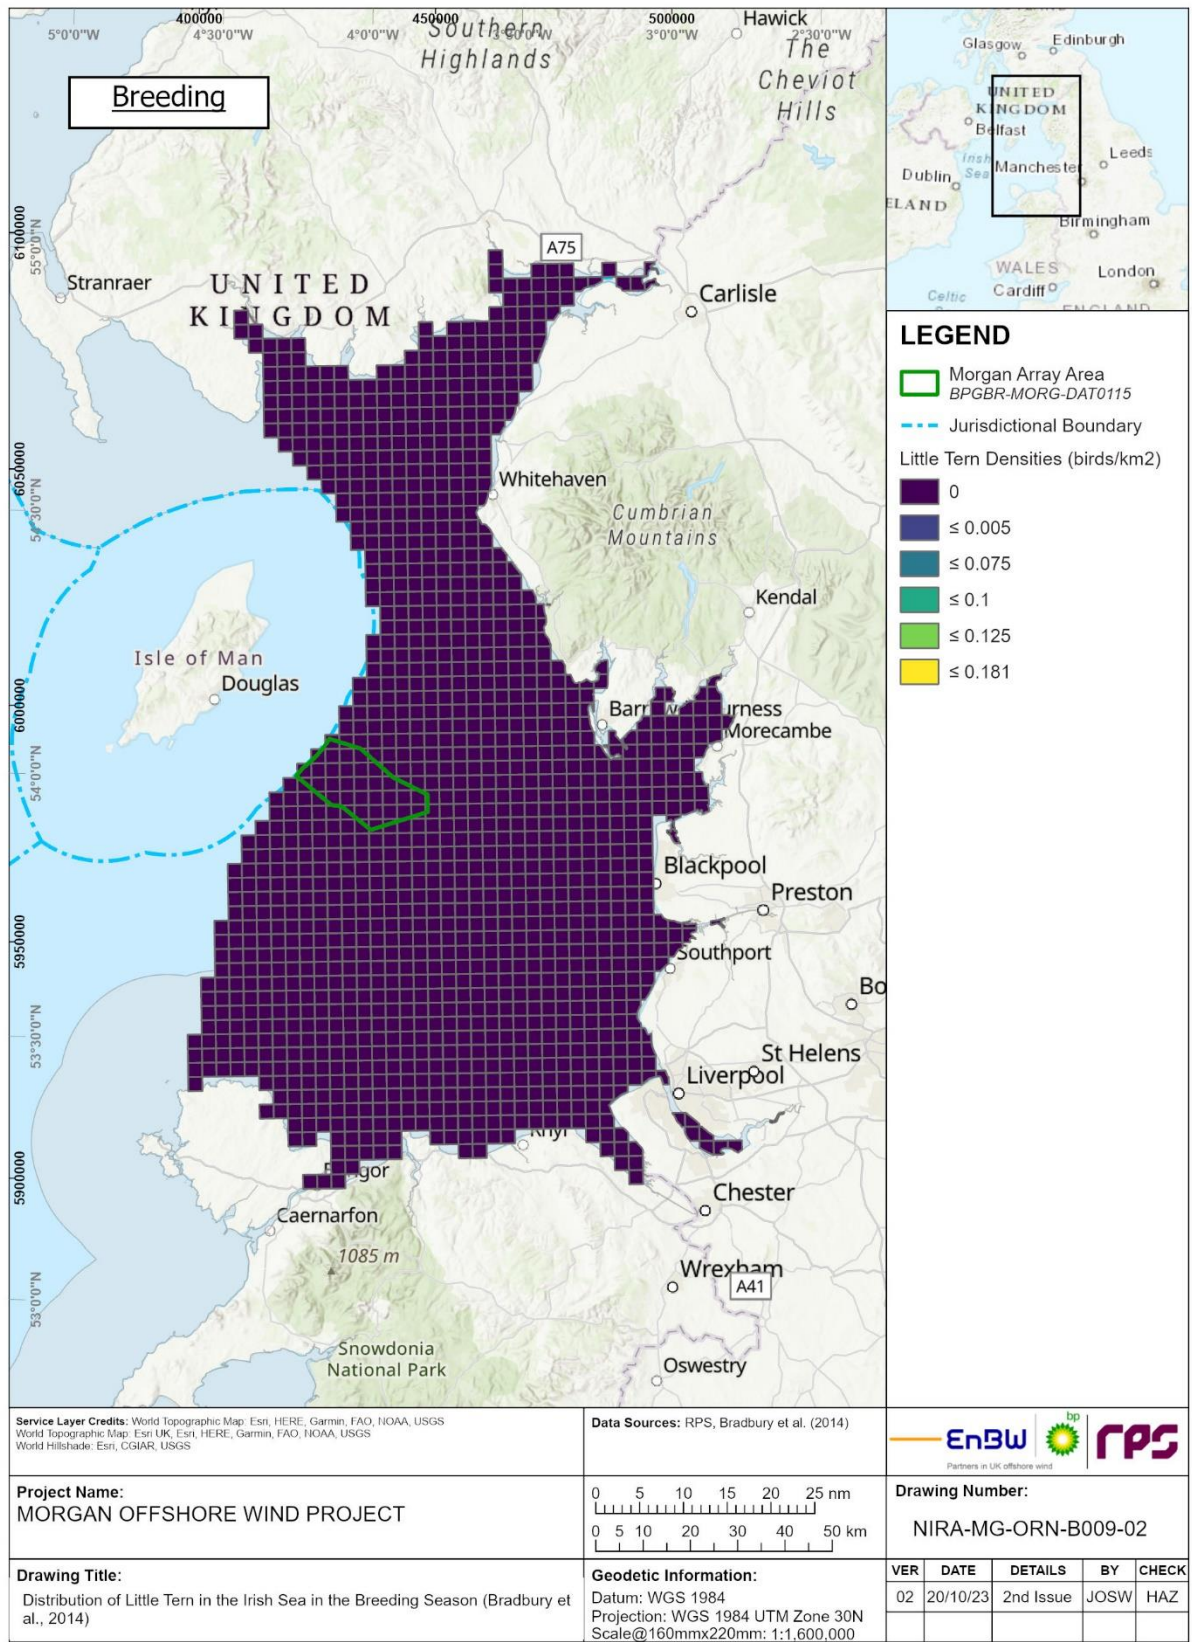 400000
450000
500000
5°0'0"W
4°30'0"W
4°0'0"W
3°0'0"W
2°30'0"W
Hawick
Southern
Highlands
The
Cheviot
Hills
Breeding
6100000
55°0'0"N
Stranraer
UNITED
KINGDOM
A75
Carlisle
6050000
54°30'0"N
Whitehaven
Cumbrian
Mountains
Kendal
Isle of Man
Douglas
6000000
54°0'0"N
Morecambe
Blackpool
Preston
5950000
Southport
Bo
53°30'0"N
St Helens
Liverpool
5900000
Chester
Caernarfon
1085 m
Wrexham
A41
53°0'0"N
Snowdonia
National Park
Oswestry
Glasgow
Edinburgh
UNITED
KINGDOM
Belfast
Irish
Sea
Manchester
Leeds
Dublin
ELAND
Birmingham
WALES
London
Cardiff
Celtic
LEGEND
Morgan Array Area
BPGBR-MORG-DAT0115
Jurisdictional Boundary
Little Tern Densities (birds/km2)
0
≤ 0.005
≤ 0.075
≤ 0.1
≤ 0.125
≤ 0.181
Service Layer Credits: World Topographic Map: Esri, HERE, Garmin, FAO, NOAA, USGS
World Topographic Map: Esri UK, Esri, HERE, Garmin, FAO, NOAA, USGS
World Hillshade: Esri, CGIAR, USGS
Data Sources: RPS, Bradbury et al. (2014)
EnBW
bp
rps
Partners in UK offshore wind
Project Name:
MORGAN OFFSHORE WIND PROJECT
0 5 10 15 20 25 nm
0 5 10 20 30 40 50 km
Drawing Number:
NIRA-MG-ORN-B009-02
Drawing Title:
Distribution of Little Tern in the Irish Sea in the Breeding Season (Bradbury et
al., 2014)
Geodetic Information:
Datum: WGS 1984
Projection: WGS 1984 UTM Zone 30N
Scale@160mmx220mm: 1:1,600,000
VER DATE DETAILS BY CHECK
02 20/10/23 2nd Issue JOSW HAZ